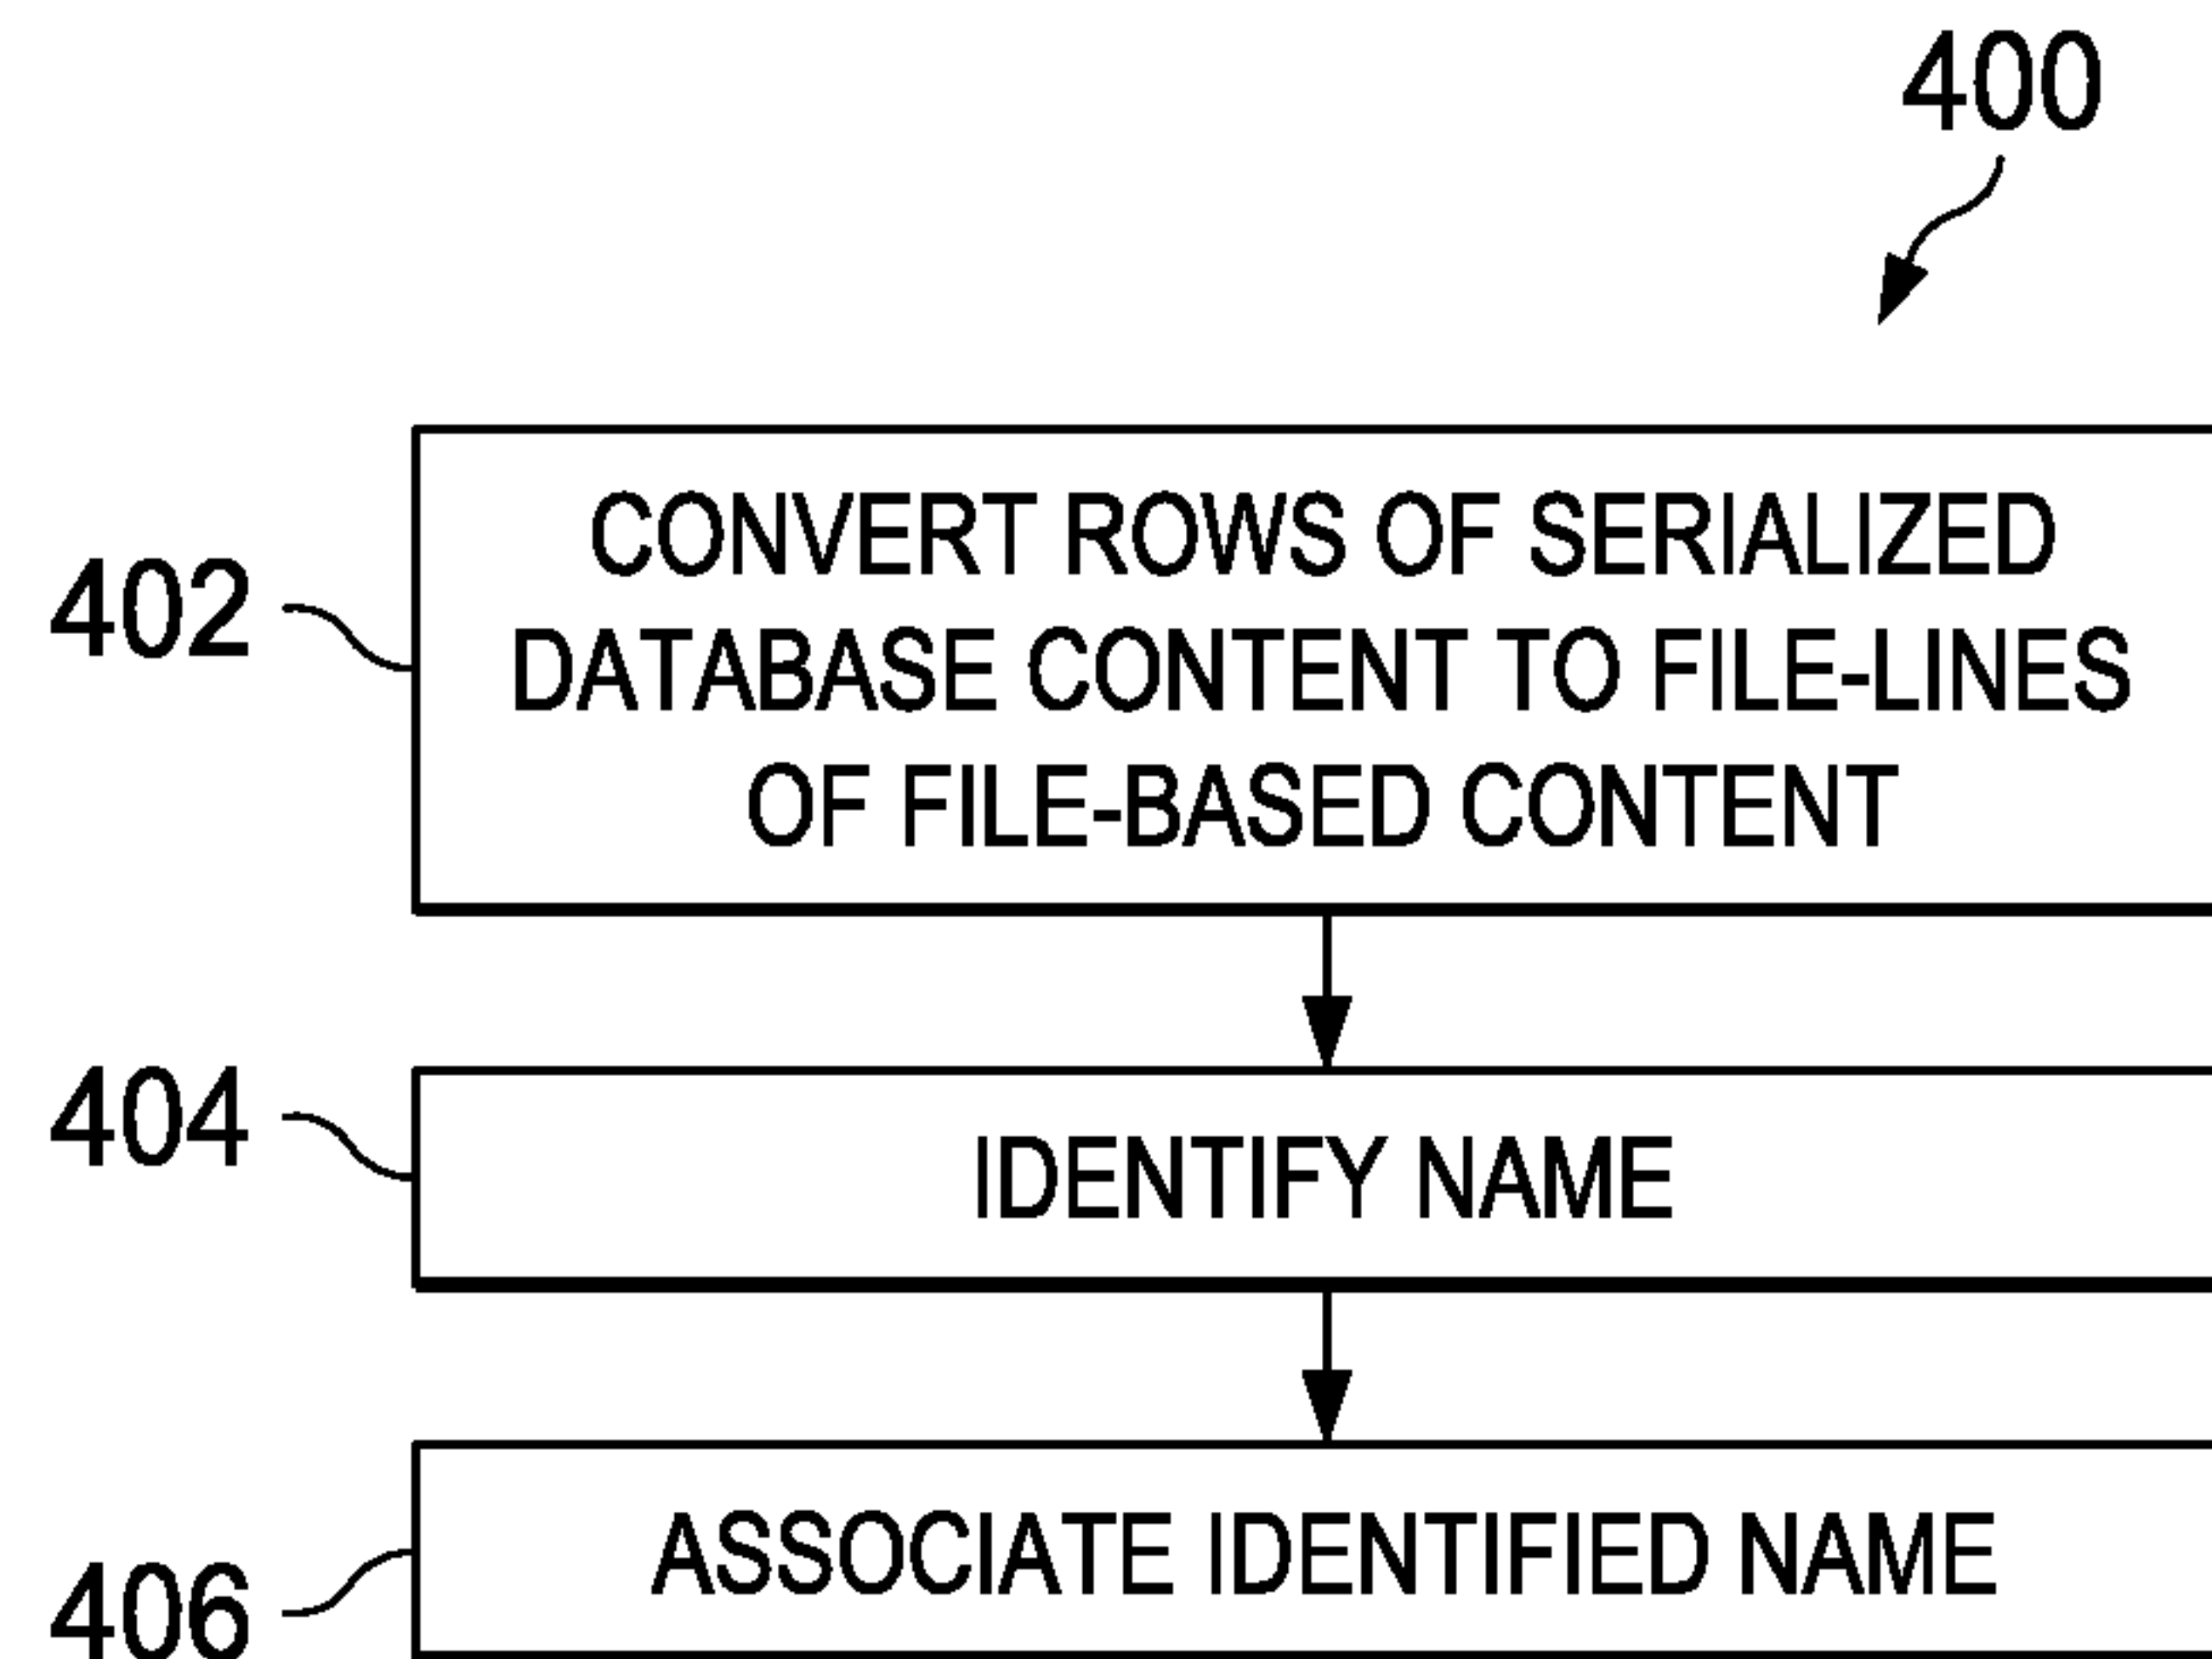 400
402
CONVERT ROWS OF SERIALIZED
DATABASE CONTENT TO FILE-LINES
OF FILE-BASED CONTENT
404
IDENTIFY NAME
406
ASSOCIATE IDENTIFIED NAME